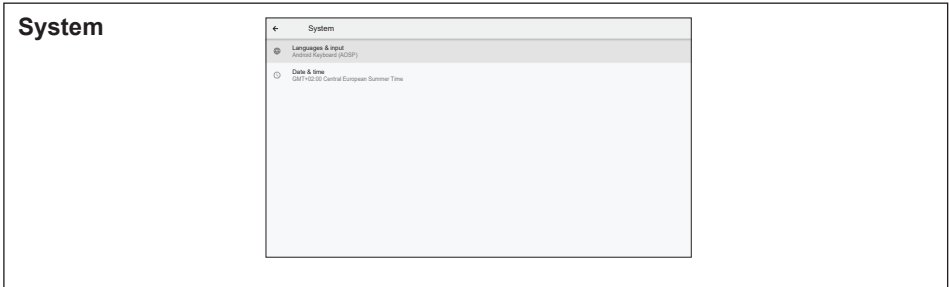 System
System
Languages & input
Android Keyboard (AOSP)
Date & time
GMT+02:00 Central European Summer Time